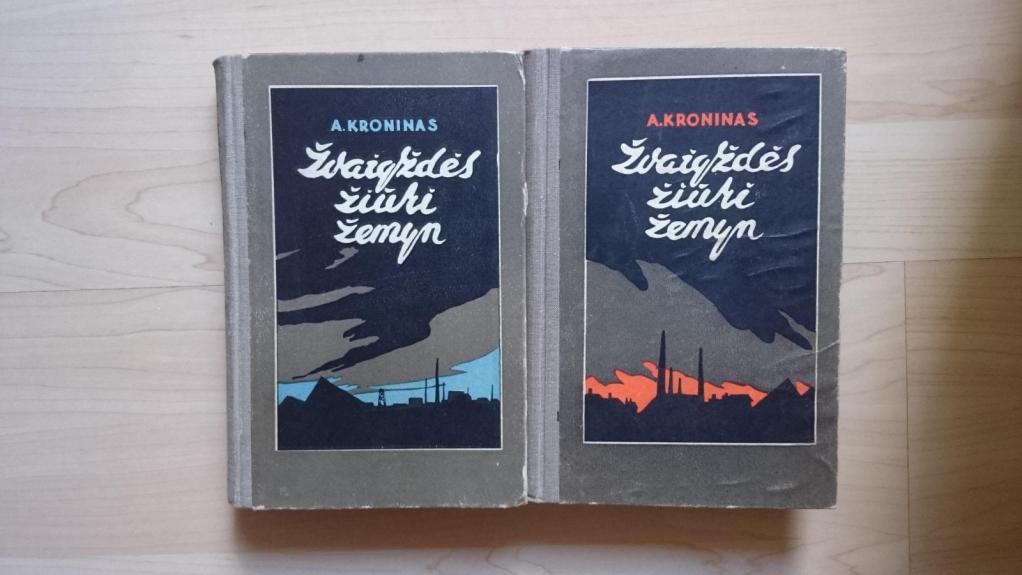 A. KRONINAS
Žvaigždės
žiūri
žemyn
A. KRONINAS
Žvaigždės
žiūri
žemyn